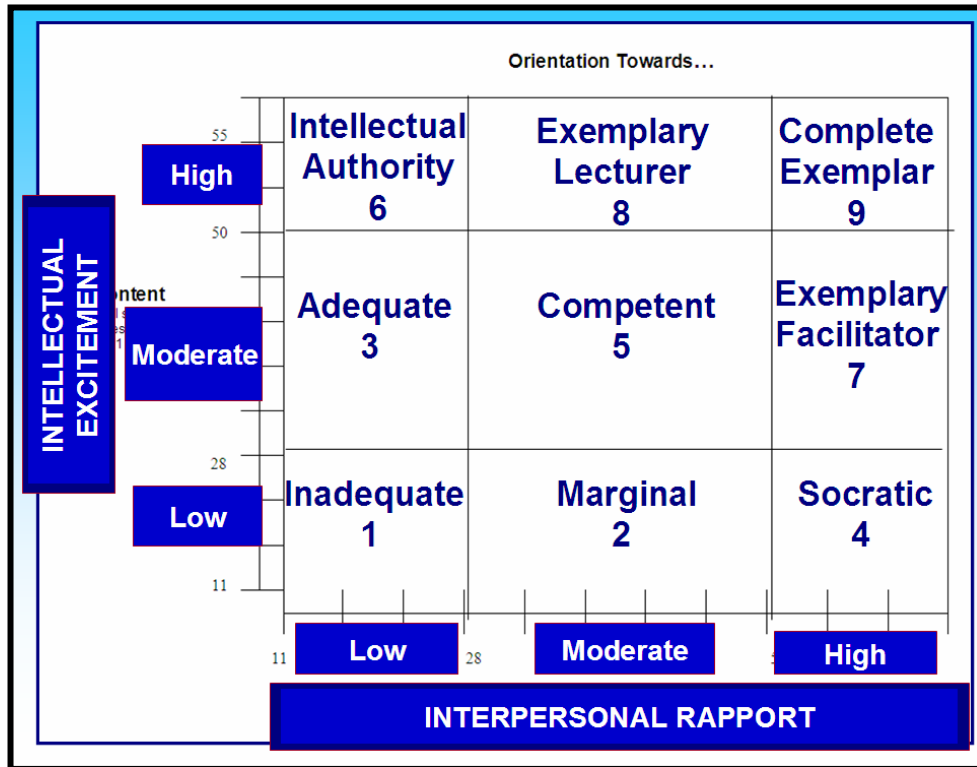 Orientation Towards...
55
High
Intellectual
Authority
6
Exemplary
Lecturer
8
Complete
Exemplar
9
50
INTELLECTUAL
EXCITEMENT
Moderate
Adequate
3
Competent
5
Exemplary
Facilitator
7
28
Low
Inadequate
1
Marginal
2
Socratic
4
11
11
Low
28
Moderate
High
INTERPERSONAL RAPPORT